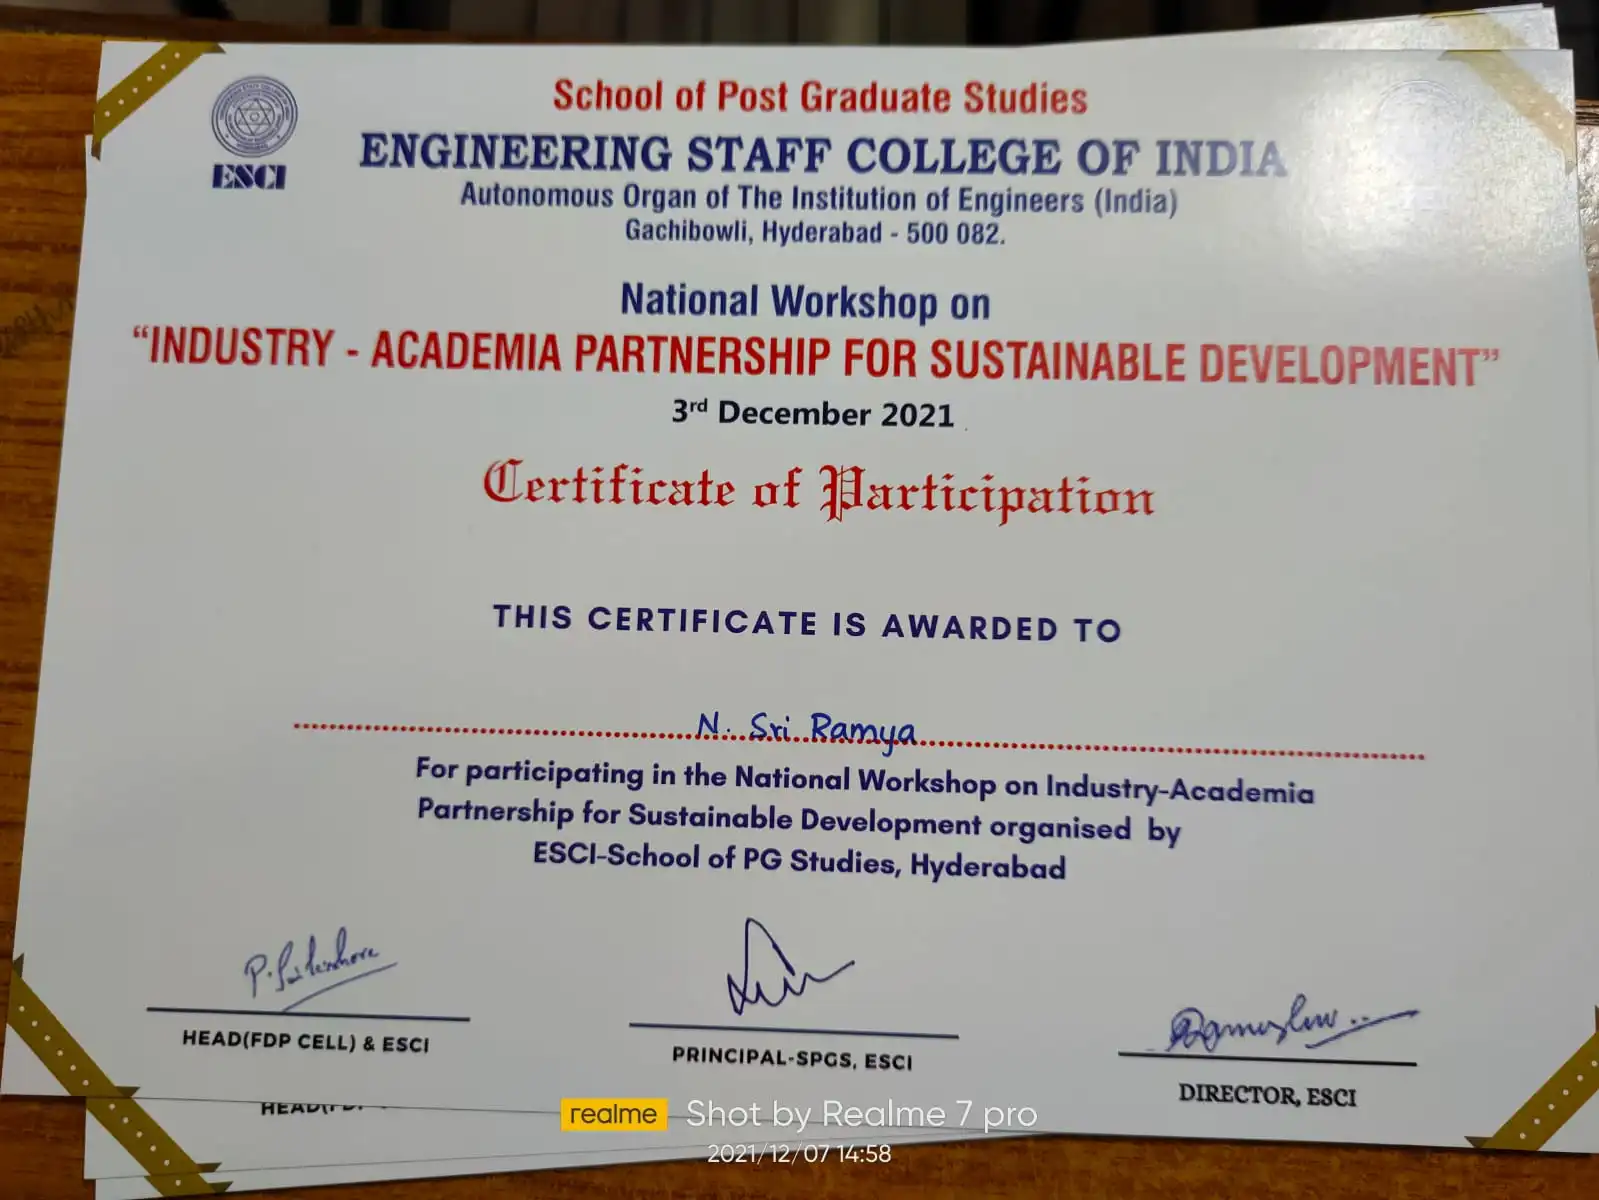 School of Post Graduate Studies
ENGINEERING STAFF COLLEGE OF INDIA
ESCI
Autonomous Organ of The Institution of Engineers (India)
Gachibowli, Hyderabad - 500 082.
National Workshop on
“INDUSTRY - ACADEMIA PARTNERSHIP FOR SUSTAINABLE DEVELOPMENT”
3rd December 2021
Certificate of Participation
THIS CERTIFICATE IS AWARDED TO
N. Sri Ramya
For participating in the National Workshop on Industry-Academia
Partnership for Sustainable Development organised by
ESCI-School of PG Studies, Hyderabad
HEAD(FDP CELL) & ESCI
PRINCIPAL-SPGS, ESCI
DIRECTOR, ESCI
realme Shot by Realme 7 pro
2021/12/07 14:58